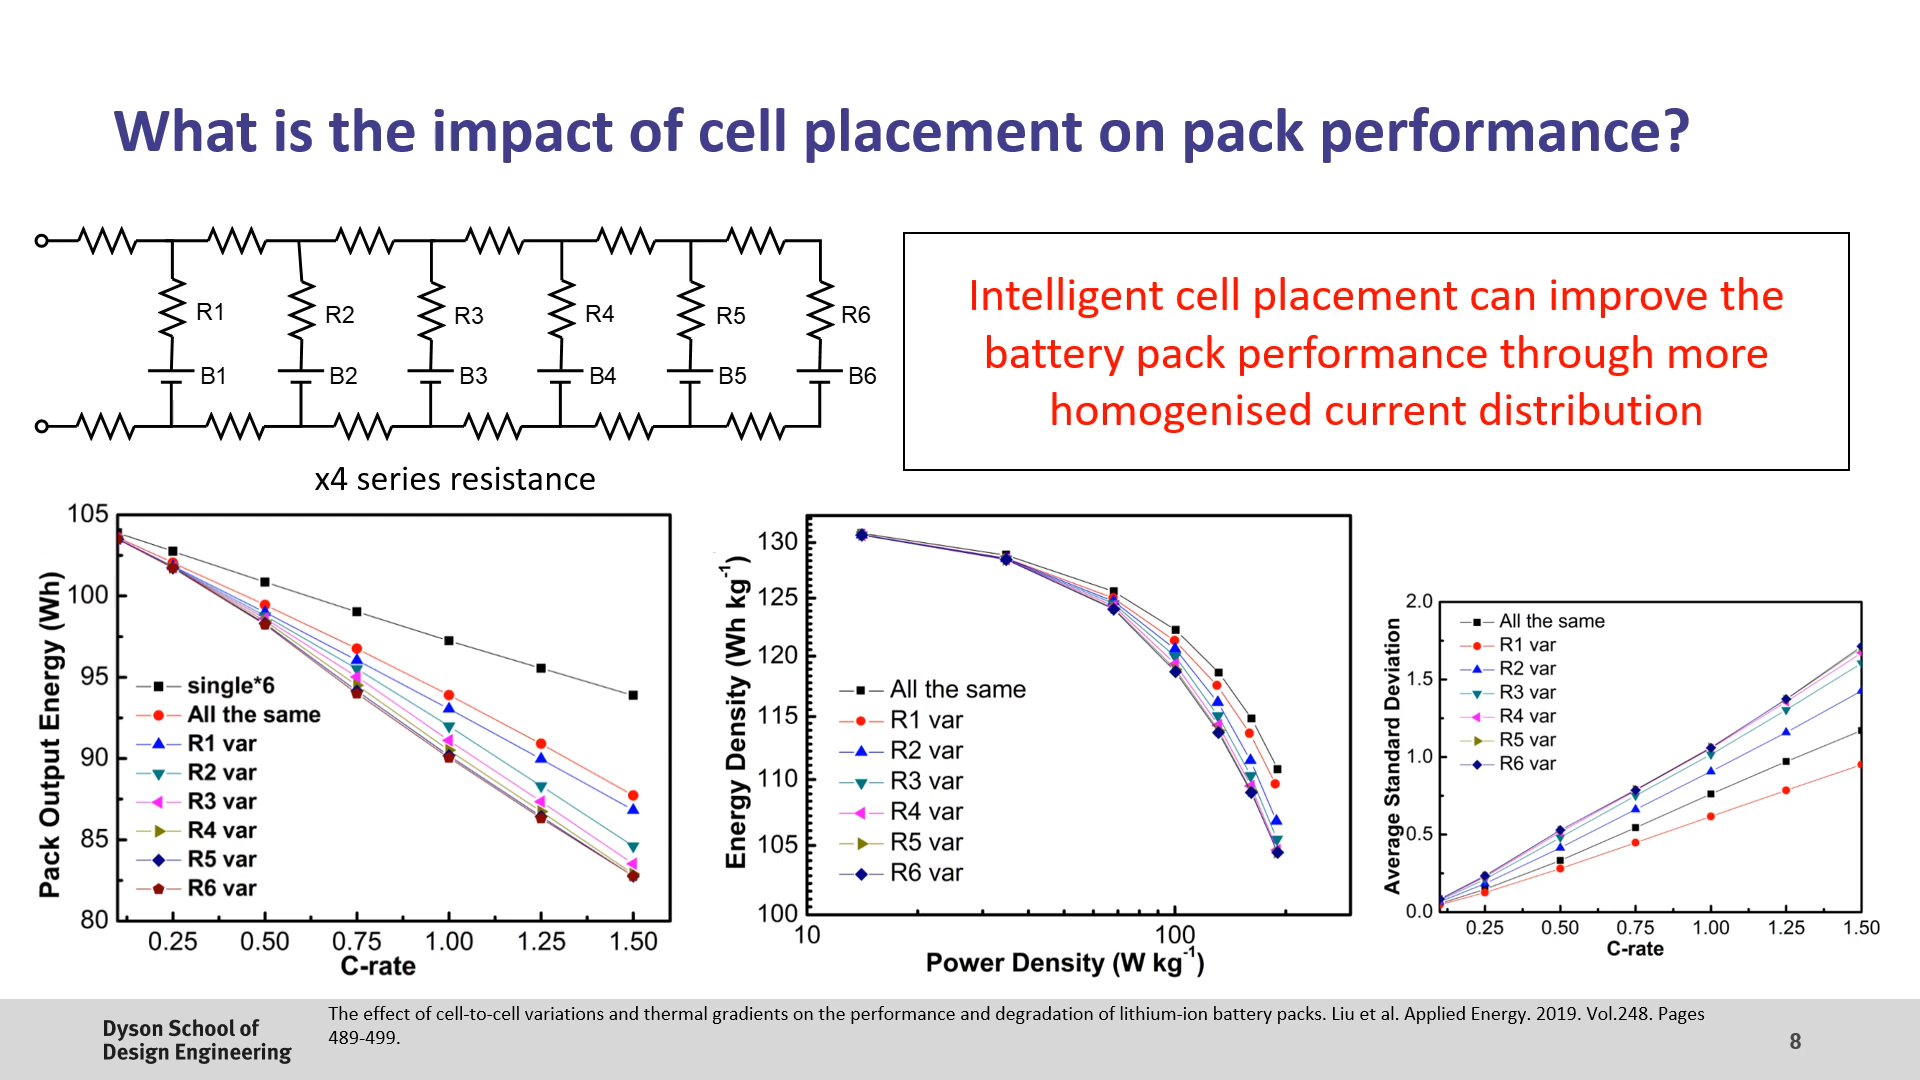 What is the impact of cell placement on pack performance?
R1
R2
R3
R4
R5
R6
B1
B2
B3
B4
B5
B6
x4 series resistance
Intelligent cell placement can improve the
battery pack performance through more
homogenised current distribution
105
100
95
90
85
80
Pack Output Energy (Wh)
single*6
All the same
R1 var
R2 var
R3 var
R4 var
R5 var
R6 var
0.25 0.50 0.75 1.00 1.25 1.50
C-rate
130
125
120
115
110
105
100
Energy Density (Wh kg-1)
All the same
R1 var
R2 var
R3 var
R4 var
R5 var
R6 var
10 100
Power Density (W kg-1)
2.0
1.5
1.0
0.5
0.0
Average Standard Deviation
All the same
R1 var
R2 var
R3 var
R4 var
R5 var
R6 var
0.25 0.50 0.75 1.00 1.25 1.50
C-rate
Dyson School of
Design Engineering
The effect of cell-to-cell variations and thermal gradients on the performance and degradation of lithium-ion battery packs. Liu et al. Applied Energy. 2019. Vol.248. Pages
489-499.
8